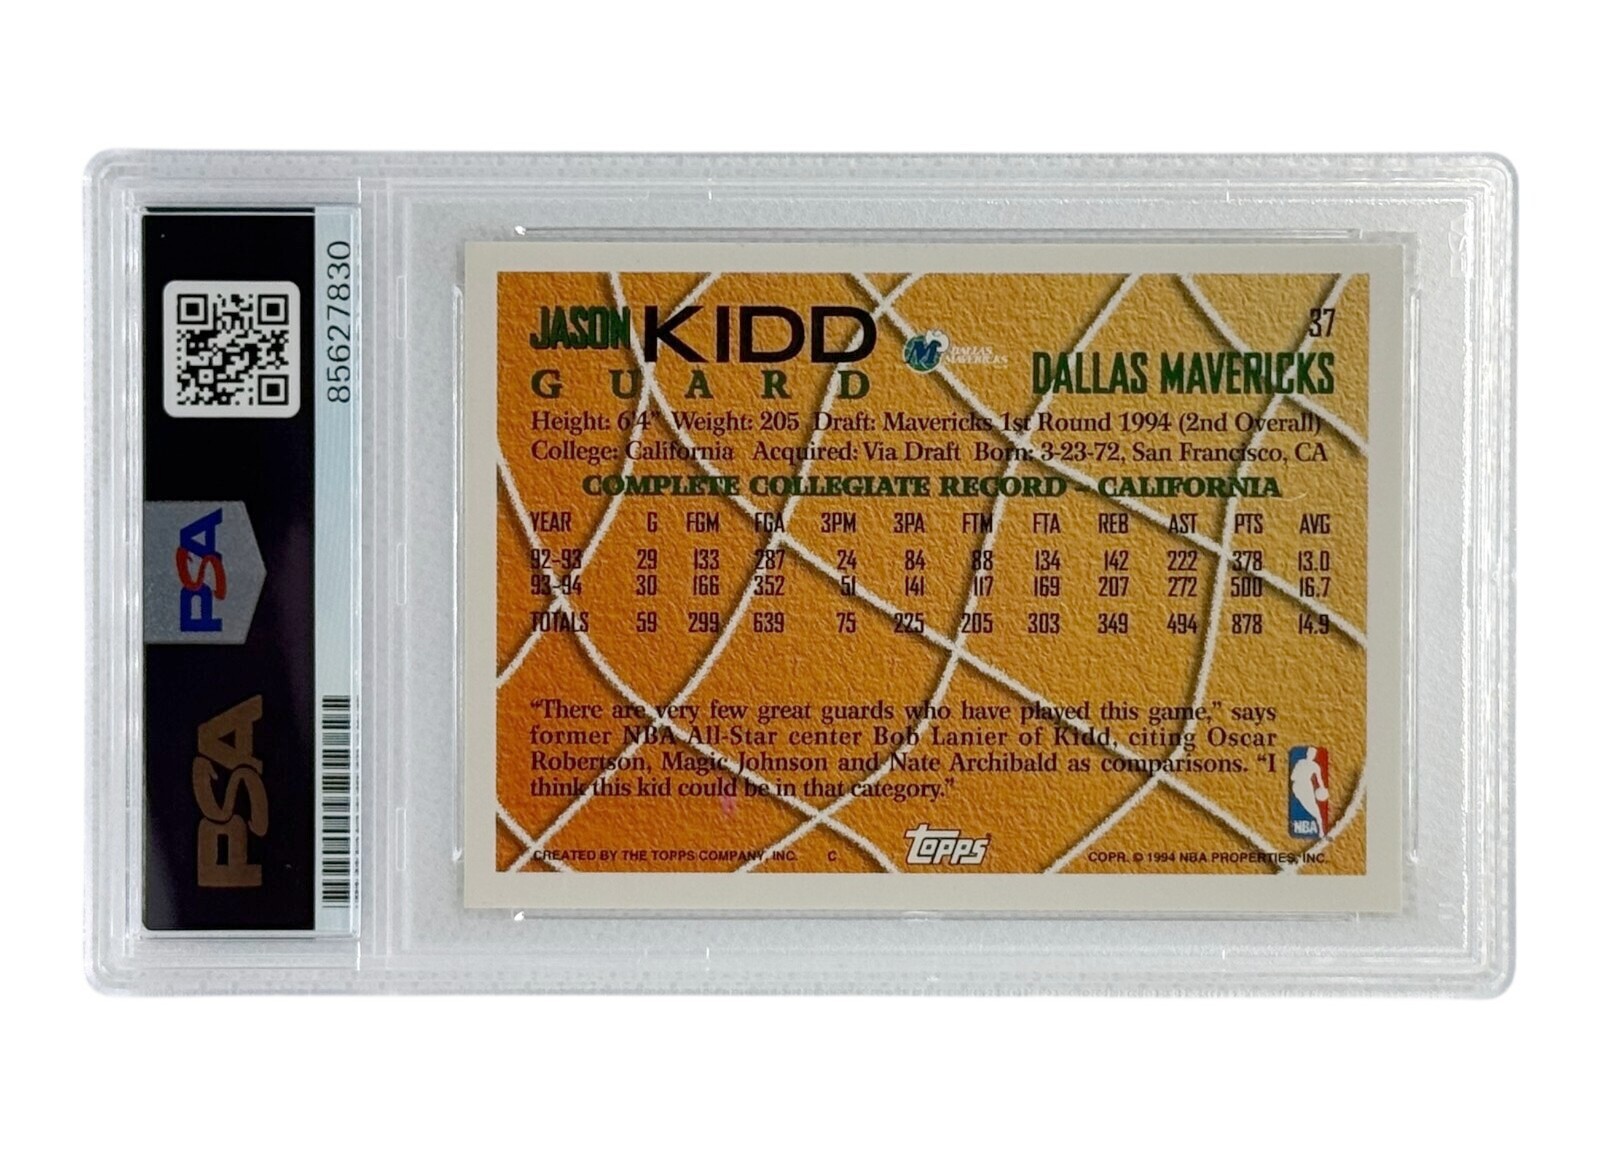 85627830
PSA
PSA
JASON KIDD
37
GUARD
DALLAS MAVERICKS
DALLAS MAVERICKS
Height: 6'4" Weight: 205 Draft: Mavericks 1st Round 1994 (2nd Overall)
College: California Acquired: Via Draft Born: 3-23-72, San Francisco, CA
COMPLETE COLLEGIATE RECORD – CALIFORNIA
YEAR G FGM FGA 3PM 3PA FTM FTA REB AST PTS AVG
92-93 29 133 287 24 84 88 134 142 222 378 13.0
93-94 30 166 352 51 141 117 169 207 272 500 16.7
TOTALS 59 299 639 75 225 205 303 349 494 878 14.9
“There are very few great guards who have played this game,” says
former NBA All-Star center Bob Lanier of Kidd, citing Oscar
Robertson, Magic Johnson and Nate Archibald as comparisons. “I
think this kid could be in that category.”
NBA
CREATED BY THE TOPPS COMPANY, INC. C
Topps
COPR. © 1994 NBA PROPERTIES, INC.